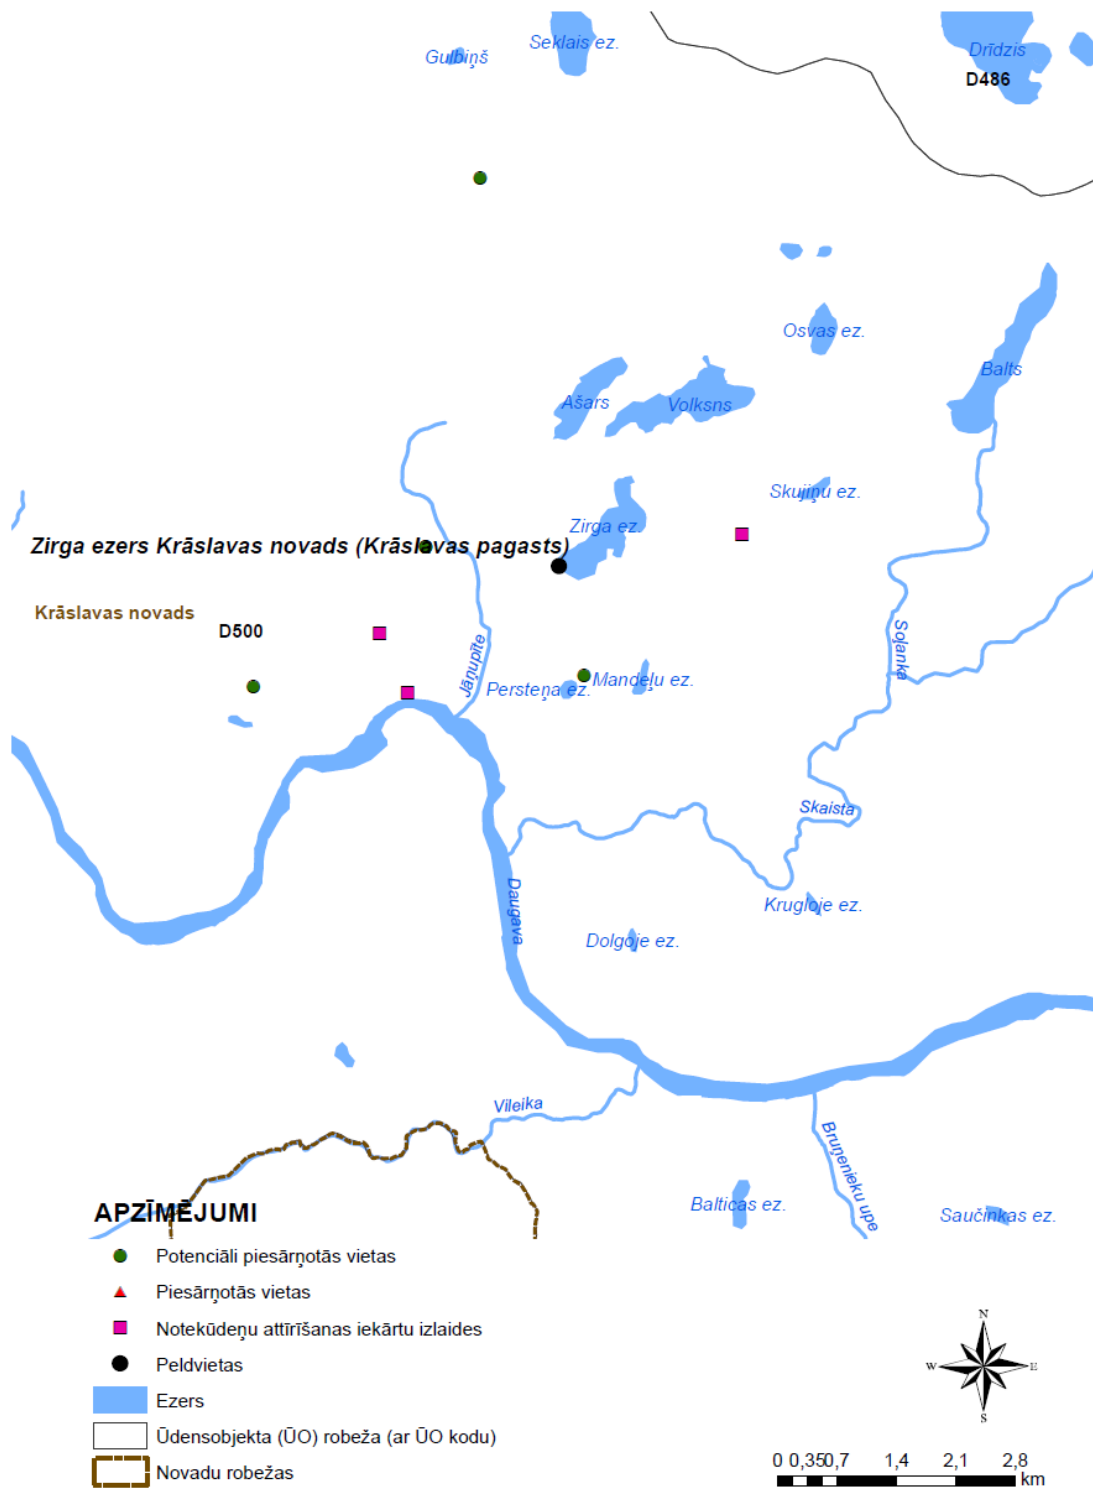 Seklais ez.
Gulbiņš
Drīdzis
D486
Osvas ez.
Balts
Ašars
Volksns
Skujiņu ez.
Zirga ez.
Zirga ezers Krāslavas novads (Krāslavas pagasts)
Krāslavas novads
D500
Soļanka
Jāņupīte
Persteņa ez.
Mandeļu ez.
Skaista
Daugava
Krugloje ez.
Dolgoje ez.
Vileika
Bruņenieku upe
Balticas ez.
Saučinkas ez.
APZĪMĒJUMI
Potenciāli piesārņotās vietas
Piesārņotās vietas
Notekūdeņu attīrīšanas iekārtu izlaides
Peldvietas
Ezers
Ūdensobjekta (ŪO) robeža (ar ŪO kodu)
Novadu robežas
N
W E
S
0 0,35 0,7 1,4 2,1 2,8
km